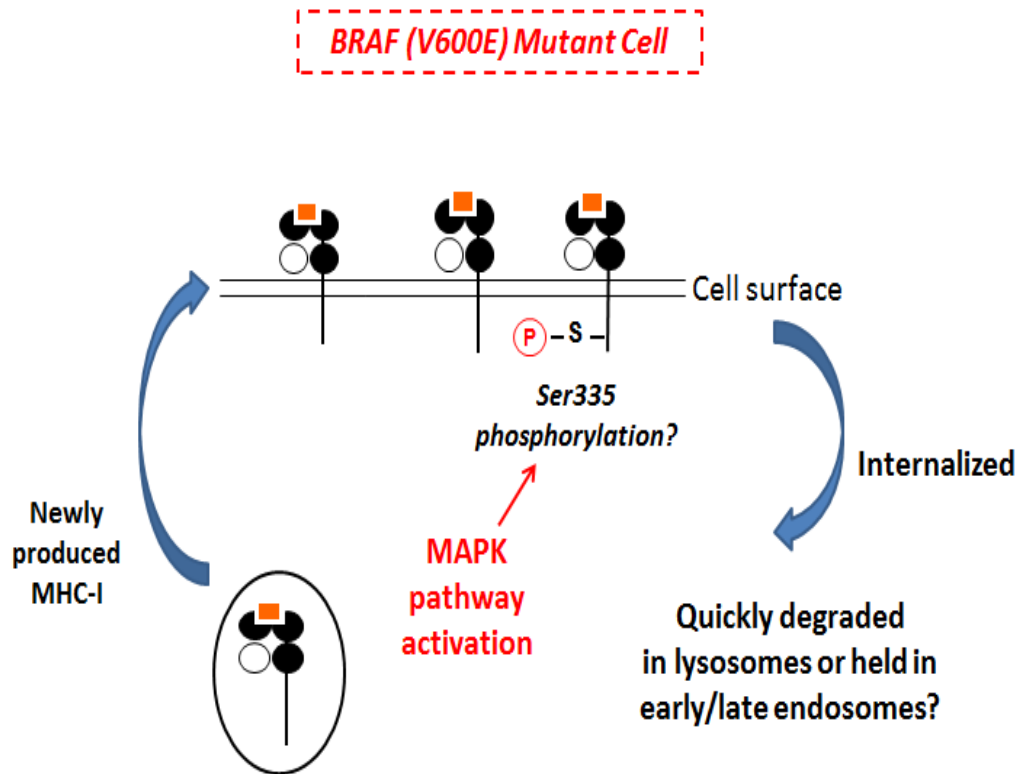 BRAF (V600E) Mutant Cell
Cell surface
P – S –
Ser335
phosphorylation?
Internalized
Newly
produced
MHC-I
MAPK
pathway
activation
Quickly degraded
in lysosomes or held in
early/late endosomes?